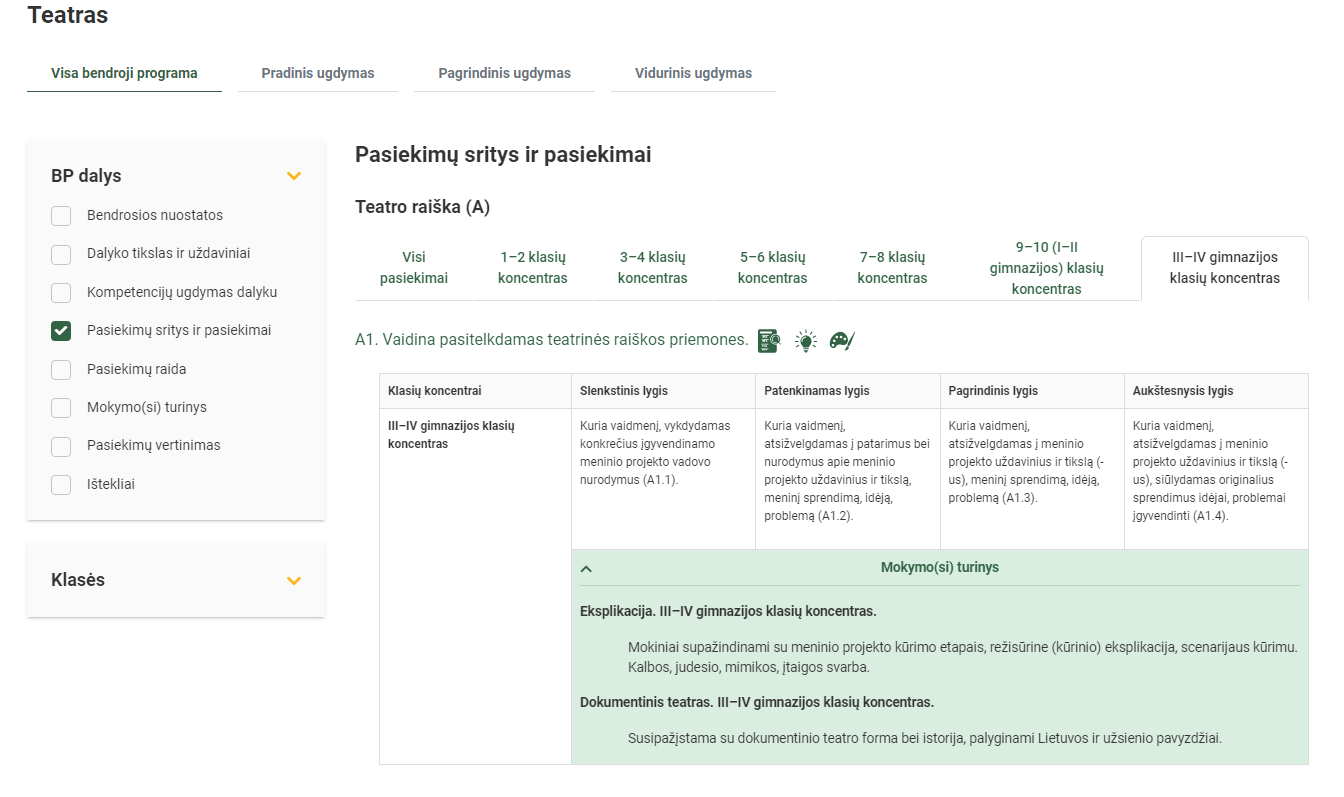 Teatras
Visa bendroji programa
Pradinis ugdymas
Pagrindinis ugdymas
Vidurinis ugdymas
BP dalys
Bendrosios nuostatos
Dalyko tikslas ir uždaviniai
Kompetencijų ugdymas dalyku
Pasiekimų sritys ir pasiekimai
Pasiekimų raida
Mokymo(si) turinys
Pasiekimų vertinimas
Ištekliai
Klasės
Pasiekimų sritys ir pasiekimai
Teatro raiška (A)
Visi
pasiekimai
1–2 klasių
koncentras
3–4 klasių
koncentras
5–6 klasių
koncentras
7–8 klasių
koncentras
9–10 (I–II
gimnazijos) klasių
koncentras
III–IV gimnazijos
klasių koncentras
A1. Vaidina pasitelkdamas teatrinės raiškos priemones.
Klasių koncentrai
Slenkstinis lygis
Patenkinamas lygis
Pagrindinis lygis
Aukštesnysis lygis
III–IV gimnazijos klasių
koncentras
Kuria vaidmenį, vykdydamas
konkrečius įgyvendinamo
meninio projekto vadovo
nurodymus (A1.1).
Kuria vaidmenį,
atsižvelgdamas į patarimus bei
nurodymus apie meninio
projekto uždavinius ir tikslą,
meninį sprendimą, idėją,
problemą (A1.2).
Kuria vaidmenį,
atsižvelgdamas į meninio
projekto uždavinius ir tikslą (-
us), meninį sprendimą, idėją,
problemą (A1.3).
Kuria vaidmenį,
atsižvelgdamas į meninio
projekto uždavinius ir tikslą (-
us), siūlydamas originalius
sprendimus idėjai, problemai
įgyvendinti (A1.4).
Mokymo(si) turinys
Eksplikacija. III–IV gimnazijos klasių koncentras.
Mokiniai supažindinami su meninio projekto kūrimo etapais, režisūrine (kūrinio) eksplikacija, scenarijaus kūrimu.
Kalbos, judesio, mimikos, įtaigos svarba.
Dokumentinis teatras. III–IV gimnazijos klasių koncentras.
Susipažįstama su dokumentinio teatro forma bei istorija, palyginami Lietuvos ir užsienio pavyzdžiai.